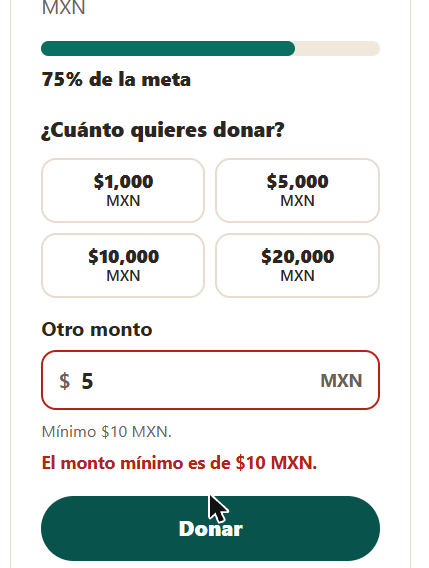 MXN
75% de la meta
¿Cuánto quieres donar?
$1,000
MXN
$5,000
MXN
$10,000
MXN
$20,000
MXN
Otro monto
$ 5 MXN
Mínimo $10 MXN.
El monto mínimo es de $10 MXN.
Donar